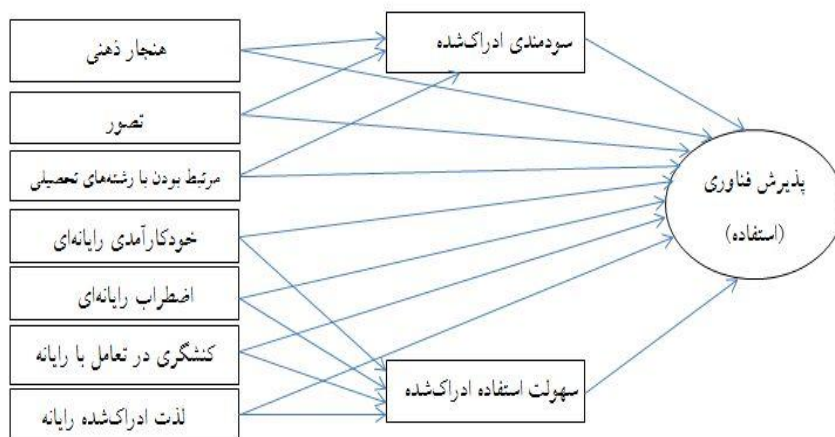 هنجار ذهنی
سودمندی ادراک‌شده
تصور
مرتبط بودن با رشته‌های تحصیلی
پذیرش فناوری
(استفاده)
خودکارآمدی رایانه‌ای
اضطراب رایانه‌ای
کنشگری در تعامل با رایانه
سهولت استفاده ادراک‌شده
لذت ادراک‌شده رایانه